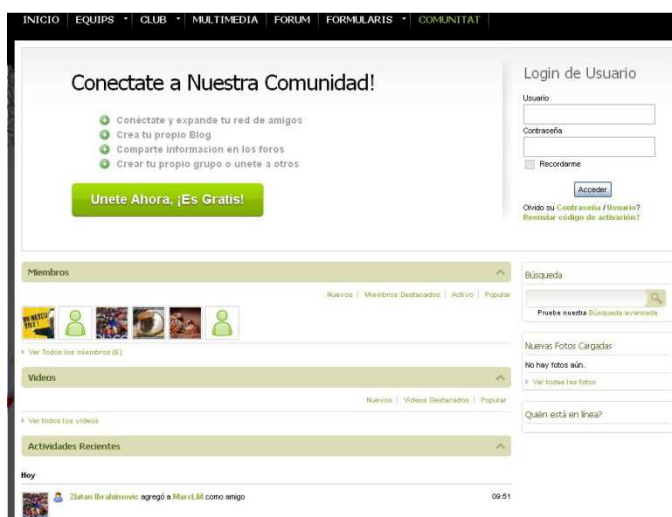 INICIO EQUIPS CLUB MULTIMEDIA FORUM FORMULARIS COMUNITAT
Conectate a Nuestra Comunidad!
Conéctate y expande tu red de amigos
Crea tu propio Blog
Comparte informacion en los foros
Crear tu propio grupo o unete a otros
Unete Ahora, ¡Es Gratis!
Login de Usuario
Usuario
Contraseña
Recordarme
Acceder
Olvido su Contraseña / Usuario?
Reenviar código de activación?
Miembros
Nuevos | Miembros Destacados | Activo | Popular
Ver Todos los miembros (6)
Videos
Nuevos | Videos Destacados | Popular
Ver todos los videos
Actividades Recientes
Hoy
Zlatan Ibrahimovic agregó a MarcLM como amigo 09:51
Búsqueda
Pruebe nuestra Búsqueda avanzada
Nuevas Fotos Cargadas
No hay fotos aún.
Ver todas las fotos
Quién está en línea?